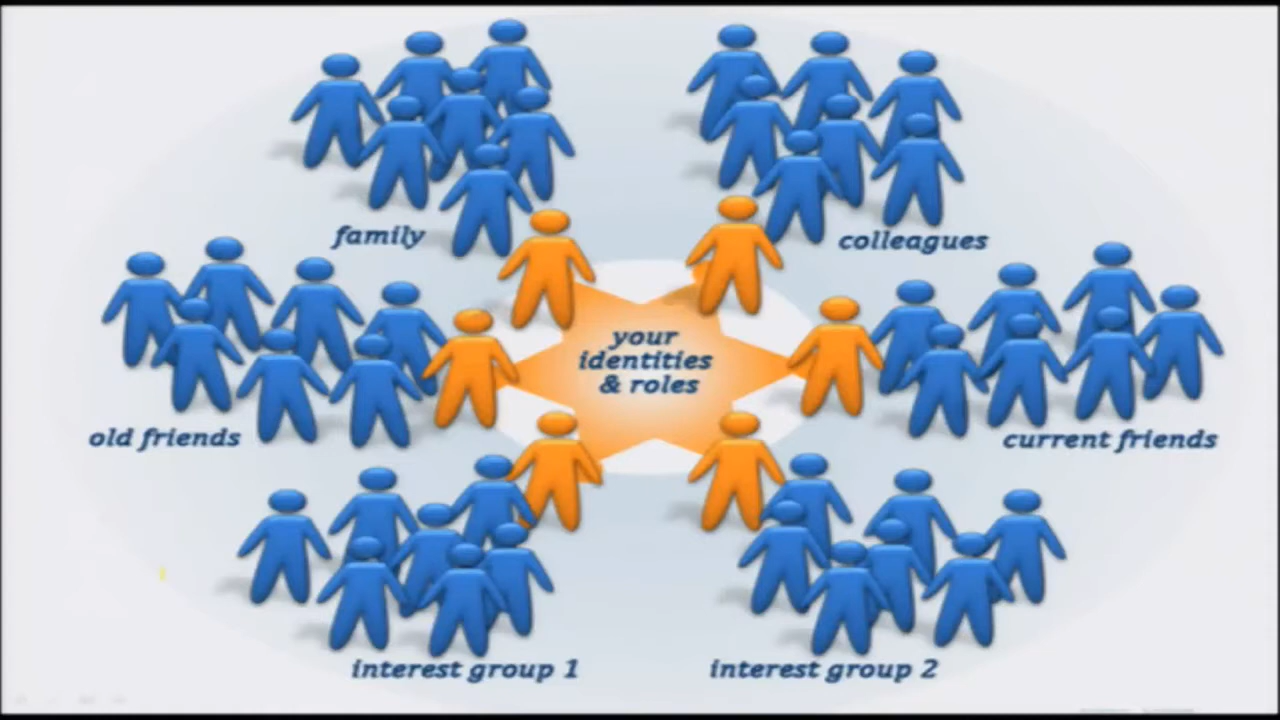 family
colleagues
your
identities
& roles
old friends
current friends
interest group 1
interest group 2